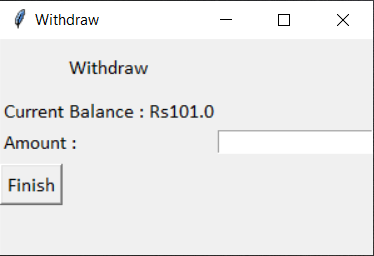 Withdraw
Withdraw
Current Balance : Rs101.0
Amount :
Finish